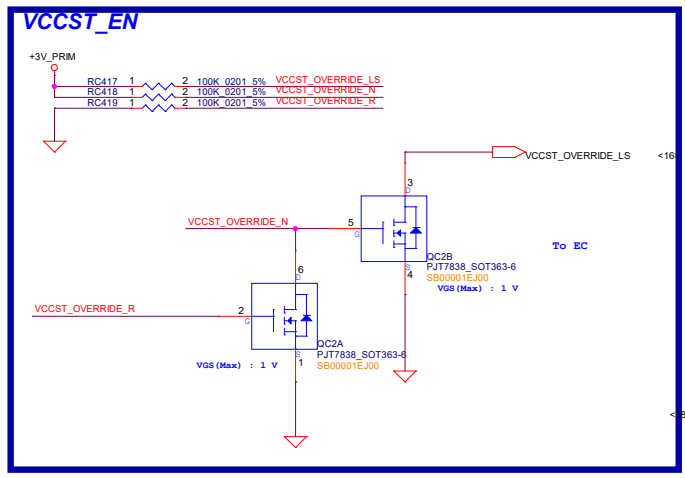 VCCST_EN
+3V_PRIM
RC417 1 2 100K_0201_5% VCCST_OVERRIDE_LS
RC418 1 2 100K_0201_5% VCCST_OVERRIDE_N
RC419 1 2 100K_0201_5% VCCST_OVERRIDE_R
VCCST_OVERRIDE_LS <16>
3
D
VCCST_OVERRIDE_N 5
G
To EC
QC2B
S
4
PJT7838_SOT363-6
SB00001EJ00
VGS(Max) : 1 V
6
D
VCCST_OVERRIDE_R 2
G
QC2A
S
1
PJT7838_SOT363-6
SB00001EJ00
VGS(Max) : 1 V